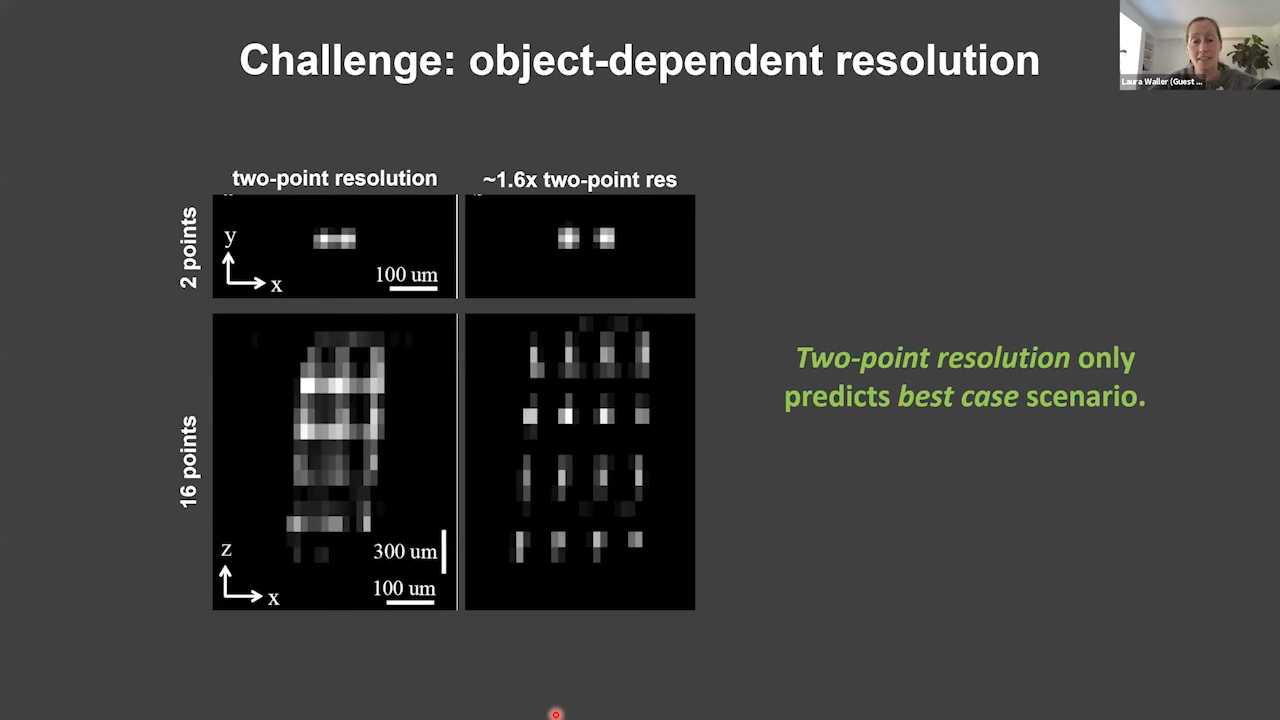 Challenge: object-dependent resolution
Laura Waller (Guest ...
two-point resolution
~1.6x two-point res
2 points
y
x
100 um
Two-point resolution only
predicts best case scenario.
16 points
z
x
300 um
100 um